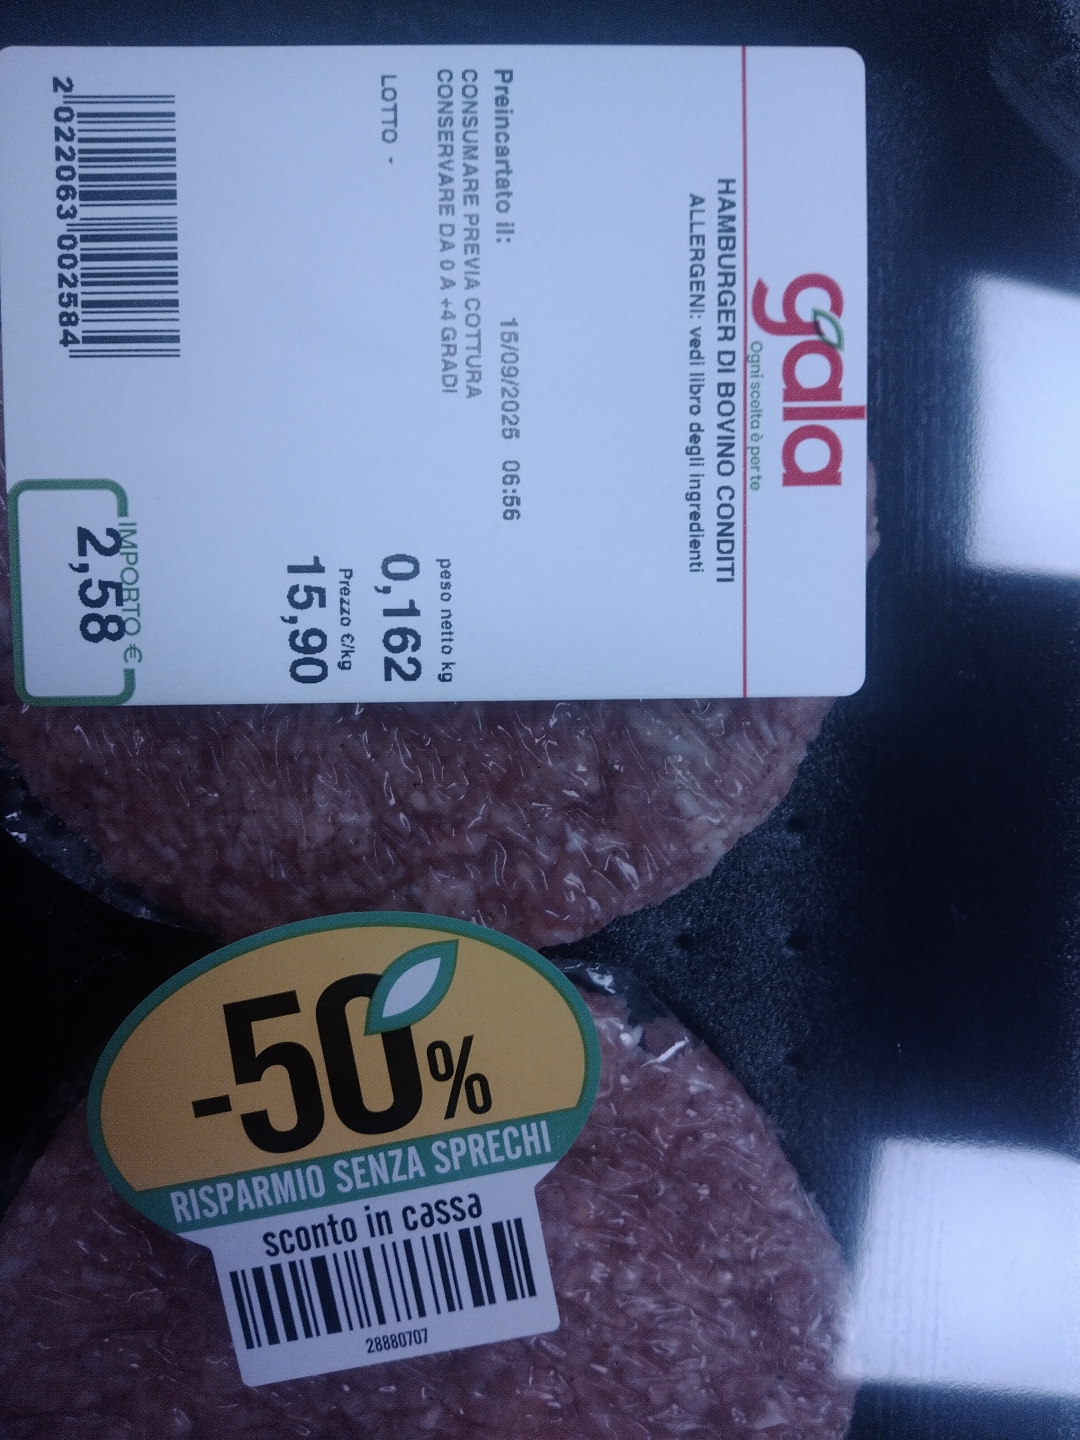 gala
Ogni scelta è per te
HAMBURGER DI BOVINO CONDITI
ALLERGENI: vedi libro degli ingredienti
Preincartato il: 15/09/2025 06:56
CONSUMARE PREVIA COTTURA
CONSERVARE DA 0 A +4 GRADI
LOTTO -
peso netto kg
0,162
Prezzo €/kg
15,90
IMPORTO €
2,58
2 022063 002584
-50%
RISPARMIO SENZA SPRECHI
sconto in cassa
28880707